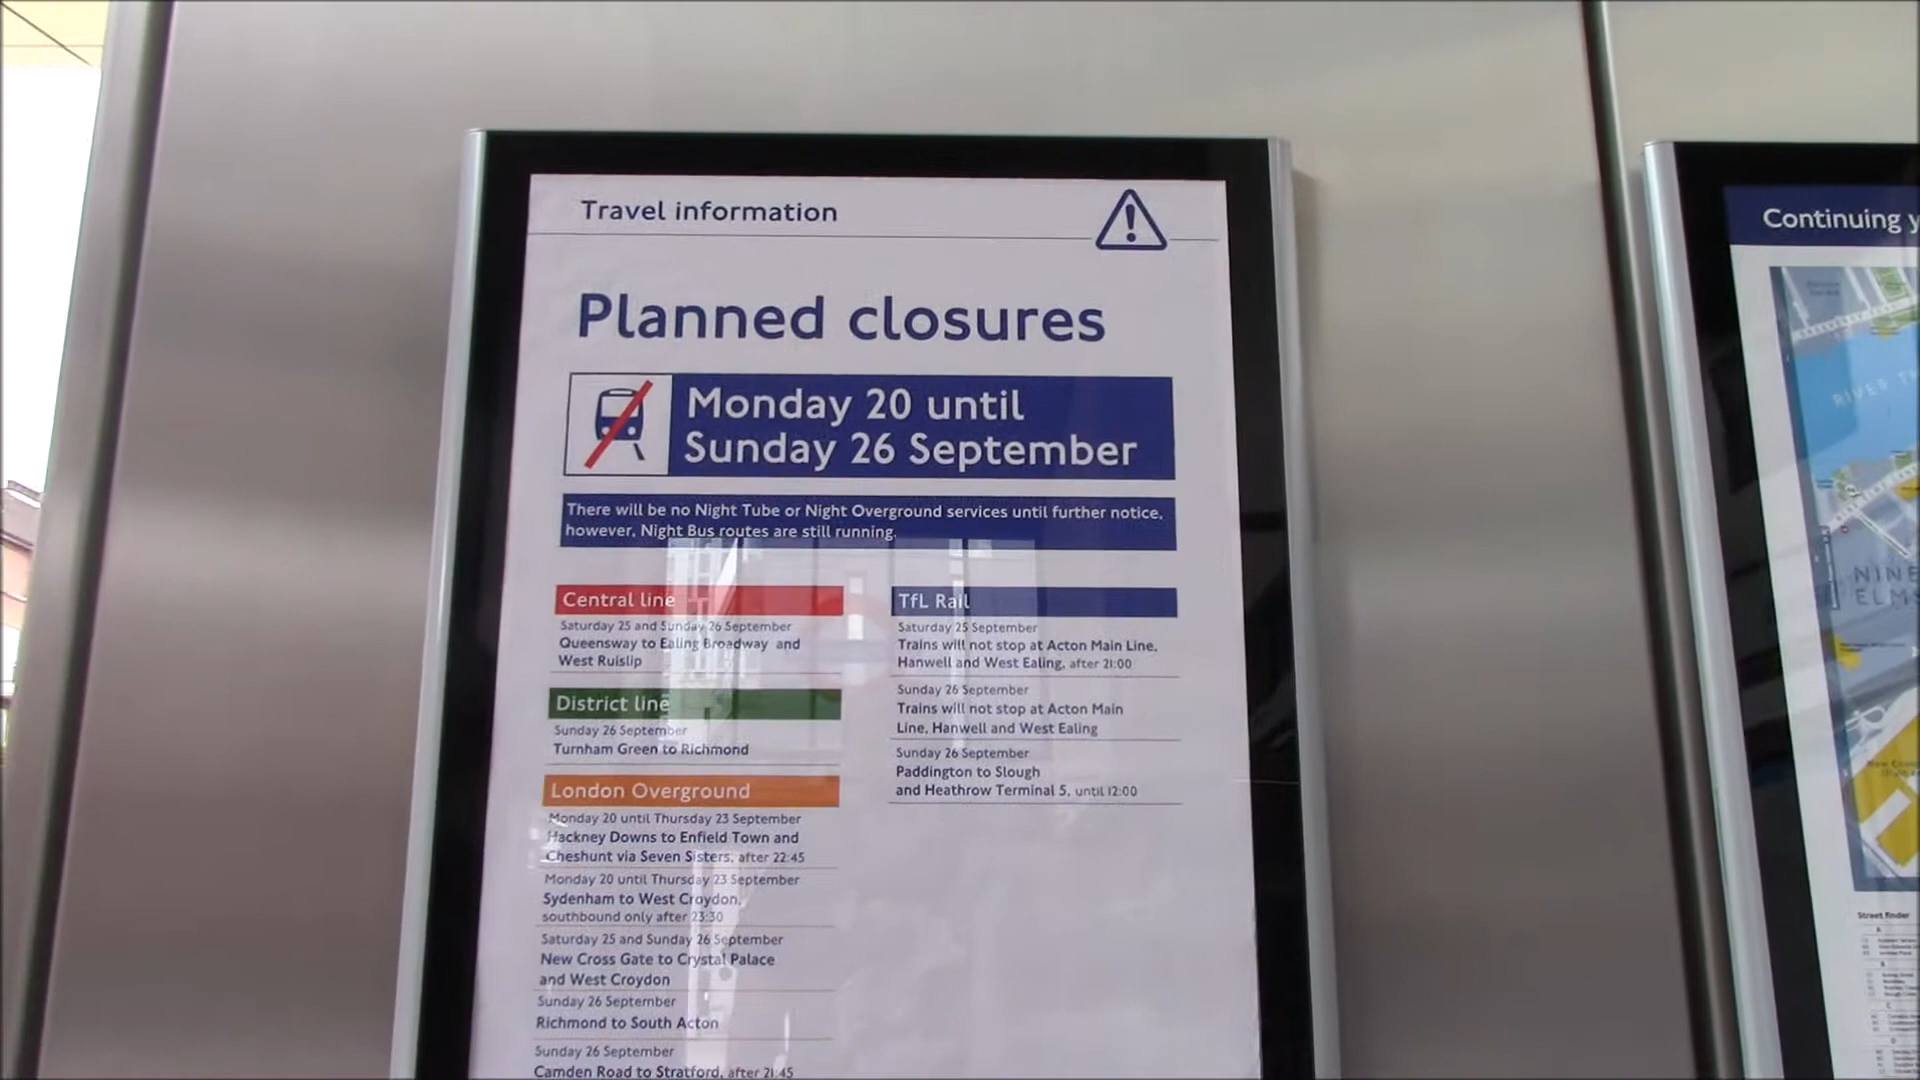 Travel information
Planned closures
Monday 20 until
Sunday 26 September
There will be no Night Tube or Night Overground services until further notice,
however, Night Bus routes are still running.
Central line
Saturday 25 and Sunday 26 September
Queensway to Ealing Broadway and
West Ruislip
District line
Sunday 26 September
Turnham Green to Richmond
London Overground
Monday 20 until Thursday 23 September
Hackney Downs to Enfield Town and
Cheshunt via Seven Sisters, after 22:45
Monday 20 until Thursday 23 September
Sydenham to West Croydon,
southbound only after 23:30
Saturday 25 and Sunday 26 September
New Cross Gate to Crystal Palace
and West Croydon
Sunday 26 September
Richmond to South Acton
Sunday 26 September
Camden Road to Stratford, after 21:45
TfL Rail
Saturday 25 September
Trains will not stop at Acton Main Line,
Hanwell and West Ealing, after 21:00
Sunday 26 September
Trains will not stop at Acton Main
Line, Hanwell and West Ealing
Sunday 26 September
Paddington to Slough
and Heathrow Terminal 5, until 12:00
Continuing y
RIVER TH
NINE
ELMS
Street finder